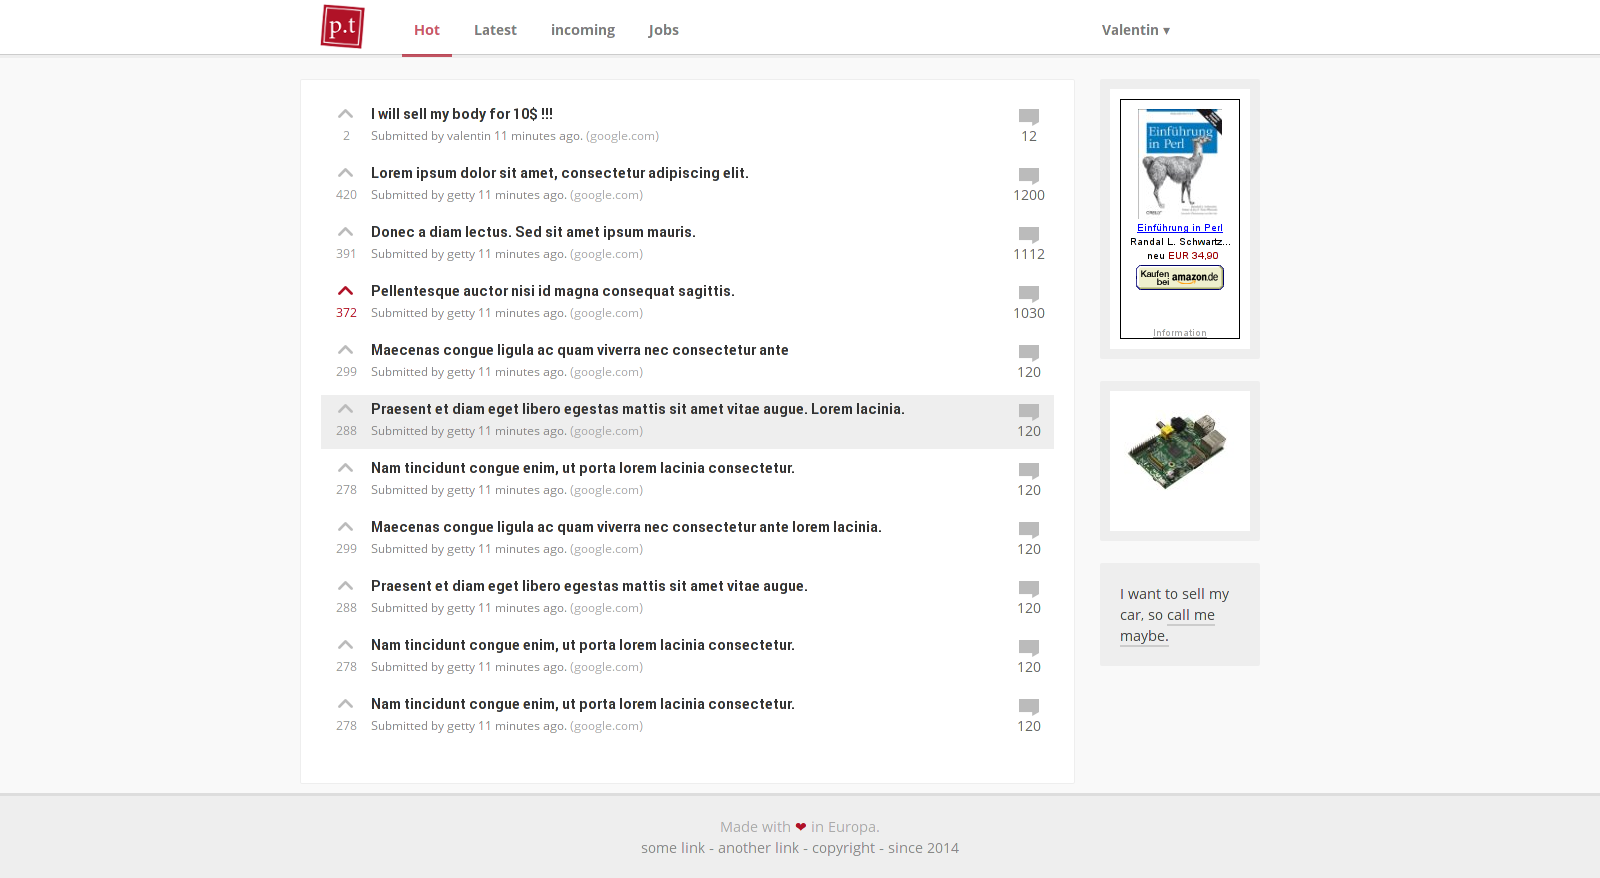 p.t
Hot Latest incoming Jobs Valentin ▾
I will sell my body for 10$ !!!
2 Submitted by valentin 11 minutes ago. (google.com) 12
Lorem ipsum dolor sit amet, consectetur adipiscing elit.
420 Submitted by getty 11 minutes ago. (google.com) 1200
Donec a diam lectus. Sed sit amet ipsum mauris.
391 Submitted by getty 11 minutes ago. (google.com) 1112
Pellentesque auctor nisi id magna consequat sagittis.
372 Submitted by getty 11 minutes ago. (google.com) 1030
Maecenas congue ligula ac quam viverra nec consectetur ante
299 Submitted by getty 11 minutes ago. (google.com) 120
Praesent et diam eget libero egestas mattis sit amet vitae augue. Lorem lacinia.
288 Submitted by getty 11 minutes ago. (google.com) 120
Nam tincidunt congue enim, ut porta lorem lacinia consectetur.
278 Submitted by getty 11 minutes ago. (google.com) 120
Maecenas congue ligula ac quam viverra nec consectetur ante lorem lacinia.
299 Submitted by getty 11 minutes ago. (google.com) 120
Praesent et diam eget libero egestas mattis sit amet vitae augue.
288 Submitted by getty 11 minutes ago. (google.com) 120
Nam tincidunt congue enim, ut porta lorem lacinia consectetur.
278 Submitted by getty 11 minutes ago. (google.com) 120
Nam tincidunt congue enim, ut porta lorem lacinia consectetur.
278 Submitted by getty 11 minutes ago. (google.com) 120
Einführung
in Perl
O'REILLY
Einführung in Perl
Randal L. Schwartz...
neu EUR 34,90
Kaufen
bei amazon.de
Information
I want to sell my
car, so call me
maybe.
Made with ❤ in Europa.
some link - another link - copyright - since 2014